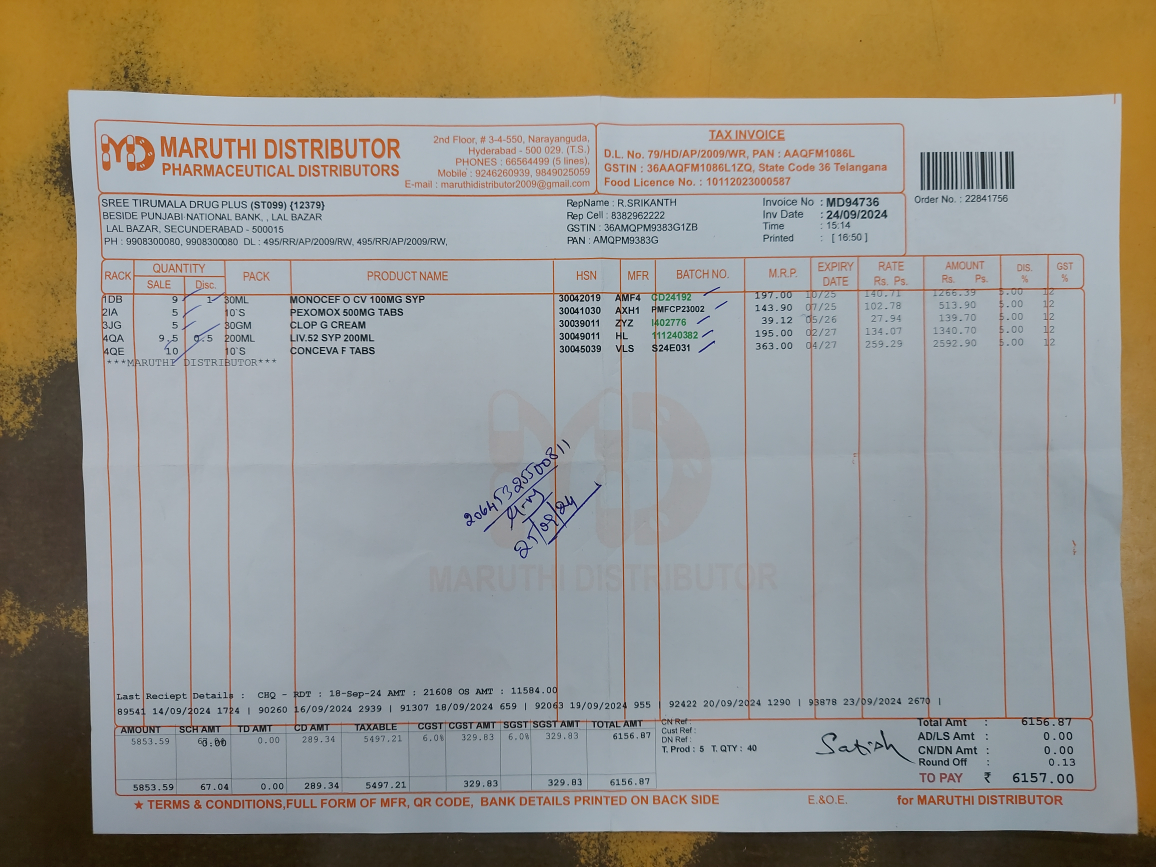 MD MARUTHI DISTRIBUTOR
PHARMACEUTICAL DISTRIBUTORS
2nd Floor, # 3-4-550, Narayanguda,
Hyderabad - 500 029. (T.S.)
PHONES : 66564499 (5 lines),
Mobile : 9246260939, 9849025059
E-mail : maruthidistributor2009@gmail.com
TAX INVOICE
D.L. No. 79/HD/AP/2009/WR, PAN : AAQFM1086L
GSTIN : 36AAQFM1086L1ZQ, State Code 36 Telangana
Food Licence No. : 10112023000587
Order No. : 22841756
SREE TIRUMALA DRUG PLUS (ST099) {12379}
BESIDE PUNJABI-NATIONAL BANK, , LAL BAZAR
LAL BAZAR, SECUNDERABAD - 500015
PH : 9908300080, 9908300080 DL : 495/RR/AP/2009/RW, 495/RR/AP/2009/RW,
RepName : R.SRIKANTH
Rep Cell : 8382962222
GSTIN : 36AMQPM9383G1ZB
PAN : AMQPM9383G
Invoice No : MD94736
Inv Date : 24/09/2024
Time : 15:14
Printed : [ 16:50 ]
RACK QUANTITY SALE Disc. PACK PRODUCT NAME HSN MFR BATCH NO. M.R.P. EXPIRY DATE RATE Rs. Ps. AMOUNT Rs. Ps. DIS. % GST %
1DB 9 1 30ML MONOCEF O CV 100MG SYP 30042019 AMF4 CD24192 197.00 10/25 140.71 1266.39 5.00 12
2IA 5 10`S PEXOMOX 500MG TABS 30041030 AXH1 PMFCP23002 143.90 07/25 102.78 513.90 5.00 12
3JG 5 30GM CLOP G CREAM 30039011 ZYZ I402776 39.12 05/26 27.94 139.70 5.00 12
4QA 9.5 0.5 200ML LIV.52 SYP 200ML 30049011 HL 111240382 195.00 02/27 134.07 1340.70 5.00 12
4QE 10 10`S CONCEVA F TABS 30045039 VLS S24E031 363.00 04/27 259.29 2592.90 5.00 12
***MARUTHI DISTRIBUTOR***
25/09/24
MARUTHI DISTRIBUTOR
Last Reciept Details : CHQ - RDT : 18-Sep-24 AMT : 21608 OS AMT : 11584.00
89541 14/09/2024 1724 | 90260 16/09/2024 2939 | 91307 18/09/2024 659 | 92063 19/09/2024 955 | 92422 20/09/2024 1290 | 93878 23/09/2024 2670 |
AMOUNT SCH AMT TD AMT CD AMT TAXABLE CGST CGST AMT SGST SGST AMT TOTAL AMT
5853.59 0.00 289.34 5497.21 6.0% 329.83 6.0% 329.83 6156.87
0.00
5853.59 67.04 0.00 289.34 5497.21 329.83 329.83 6156.87
CN Ref :
Cust Ref :
DN Ref :
T. Prod : 5 T. QTY : 40
Satish
Total Amt : 6156.87
AD/LS Amt : 0.00
CN/DN Amt : 0.00
Round Off : 0.13
TO PAY ₹ 6157.00
★ TERMS & CONDITIONS,FULL FORM OF MFR, QR CODE, BANK DETAILS PRINTED ON BACK SIDE
E.&O.E.
for MARUTHI DISTRIBUTOR